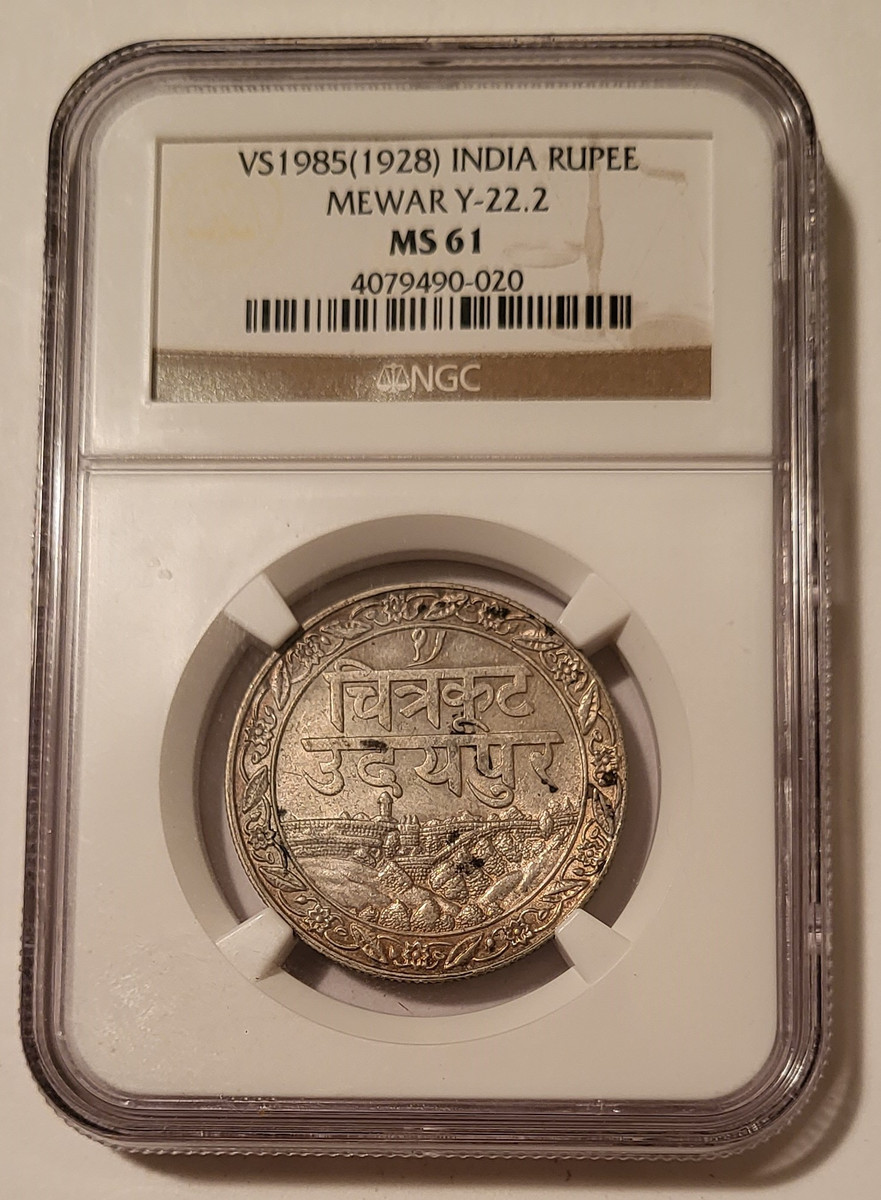 VS1985(1928) INDIA RUPEE
MEWAR Y-22.2
MS 61
4079490-020
NGC
चित्रकूट
उदयपुर